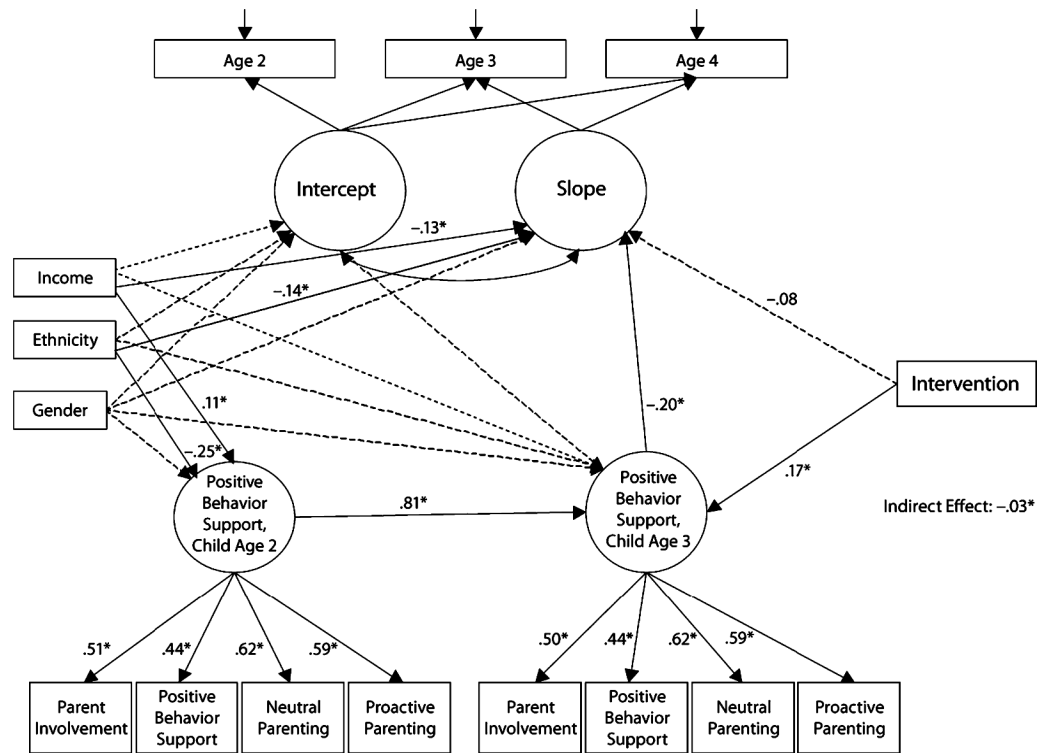 Age 2
Age 3
Age 4
Intercept
Slope
–.13*
Income
–.14*
–.08
Ethnicity
Intervention
Gender
.11*
–.20*
–.25*
.17*
Positive
Behavior
Support,
Child Age 2
.81*
Positive
Behavior
Support,
Child Age 3
Indirect Effect: –.03*
.51*
.44*
.62*
.59*
.50*
.44*
.62*
.59*
Parent
Involvement
Positive
Behavior
Support
Neutral
Parenting
Proactive
Parenting
Parent
Involvement
Positive
Behavior
Support
Neutral
Parenting
Proactive
Parenting